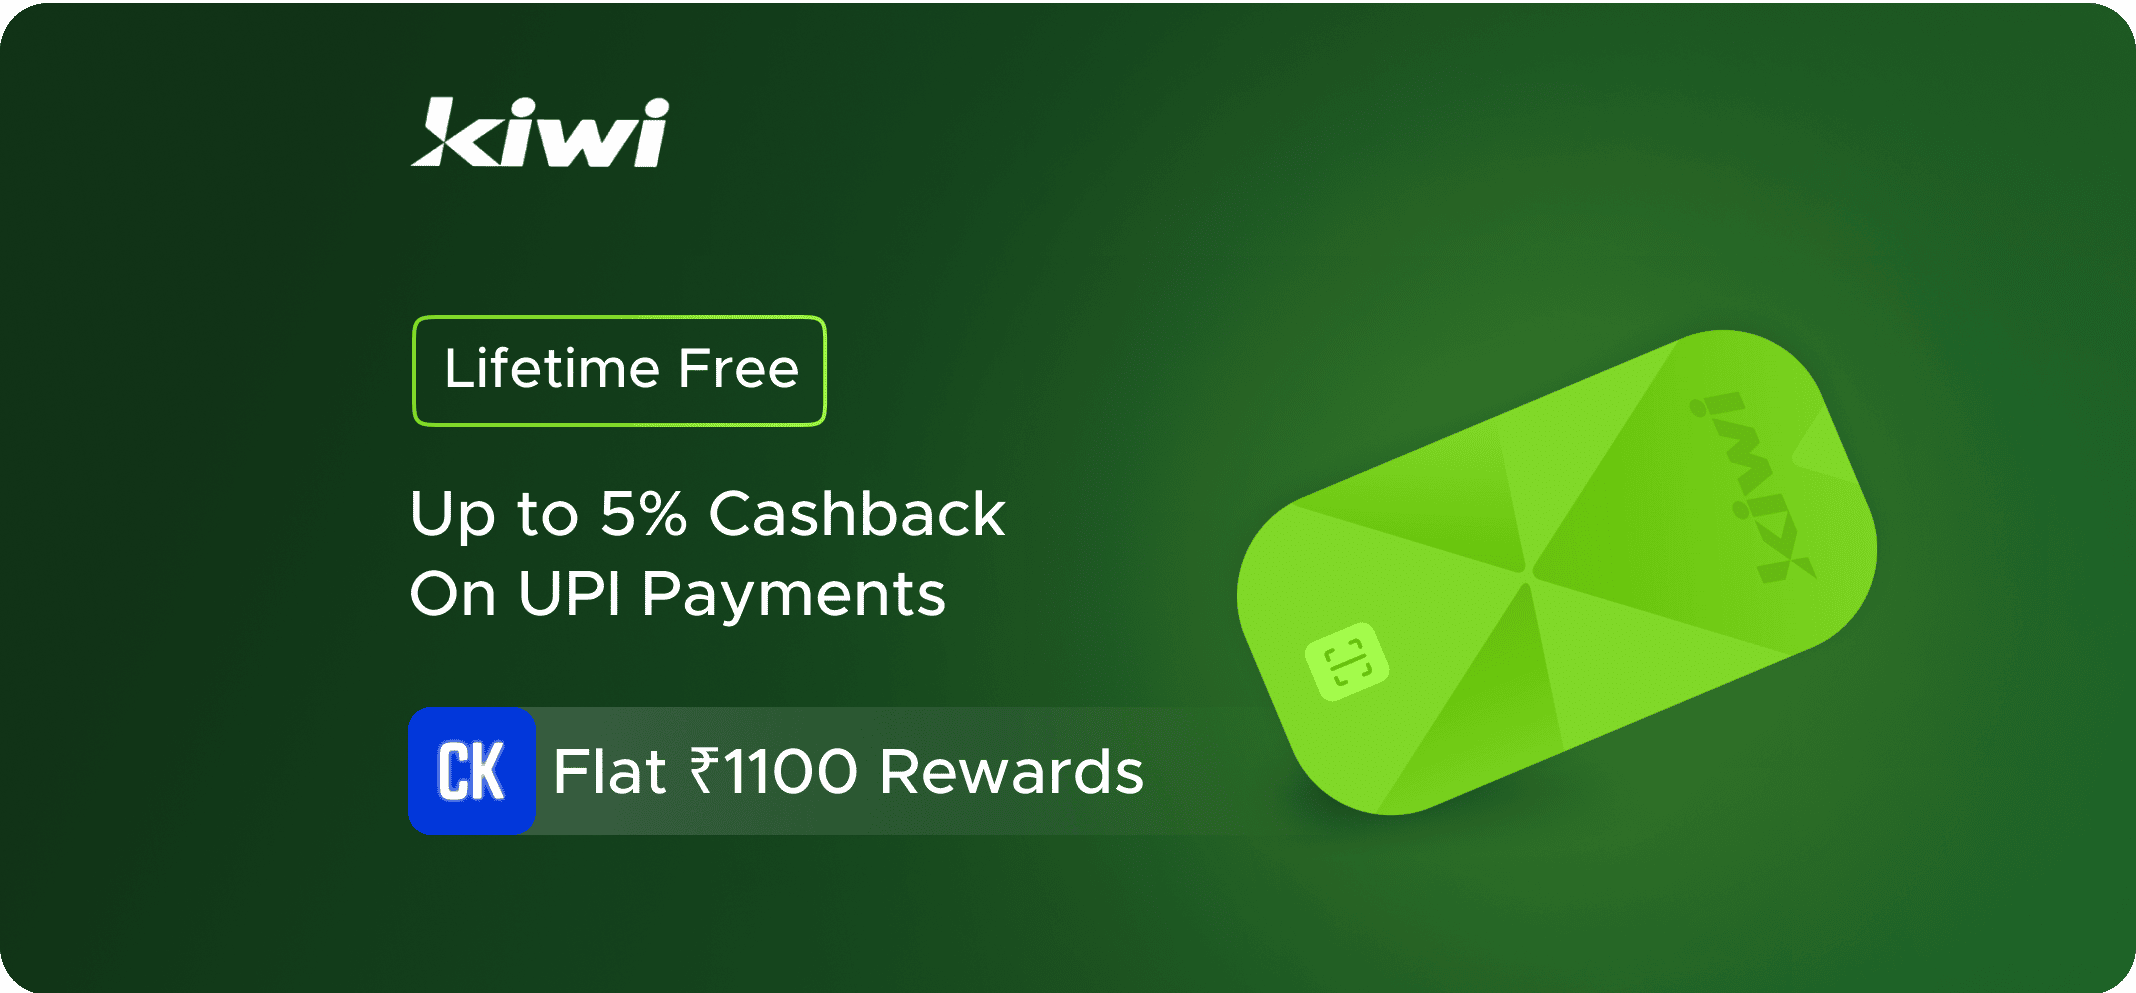 kiwi
Lifetime Free
Up to 5% Cashback
On UPI Payments
CK Flat ₹1100 Rewards
kiwi